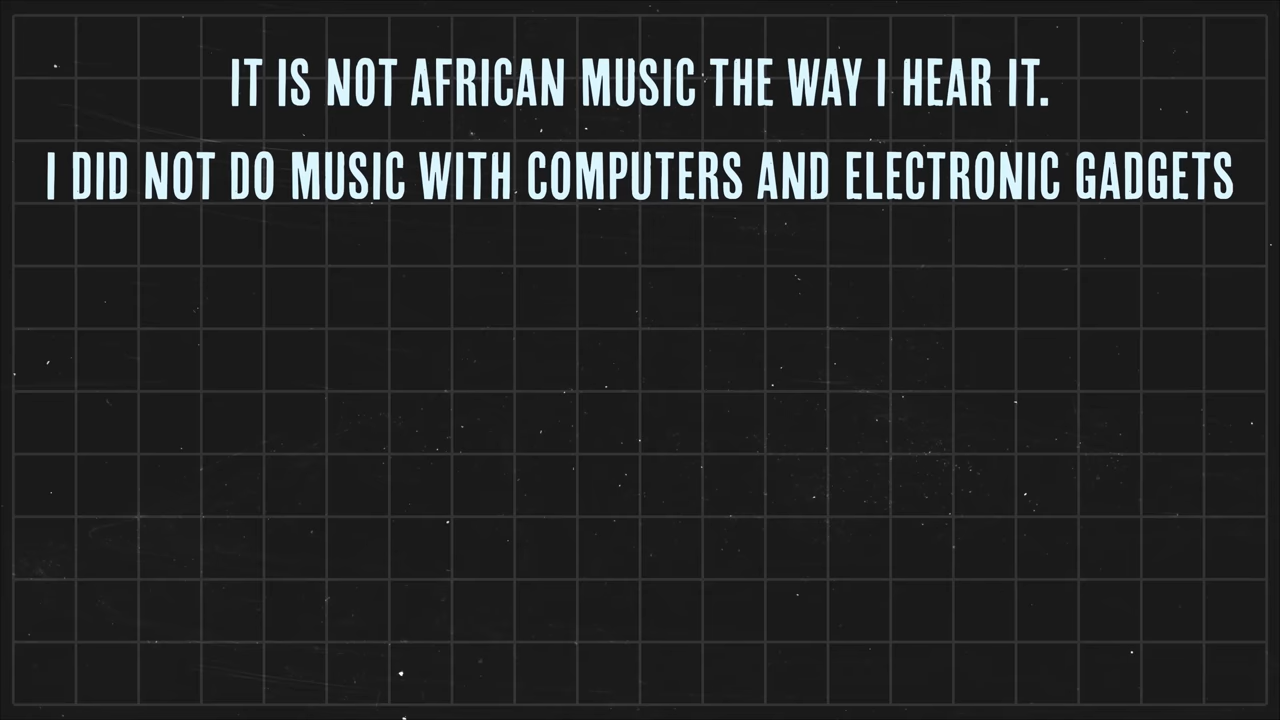 IT IS NOT AFRICAN MUSIC THE WAY I HEAR IT.
I DID NOT DO MUSIC WITH COMPUTERS AND ELECTRONIC GADGETS